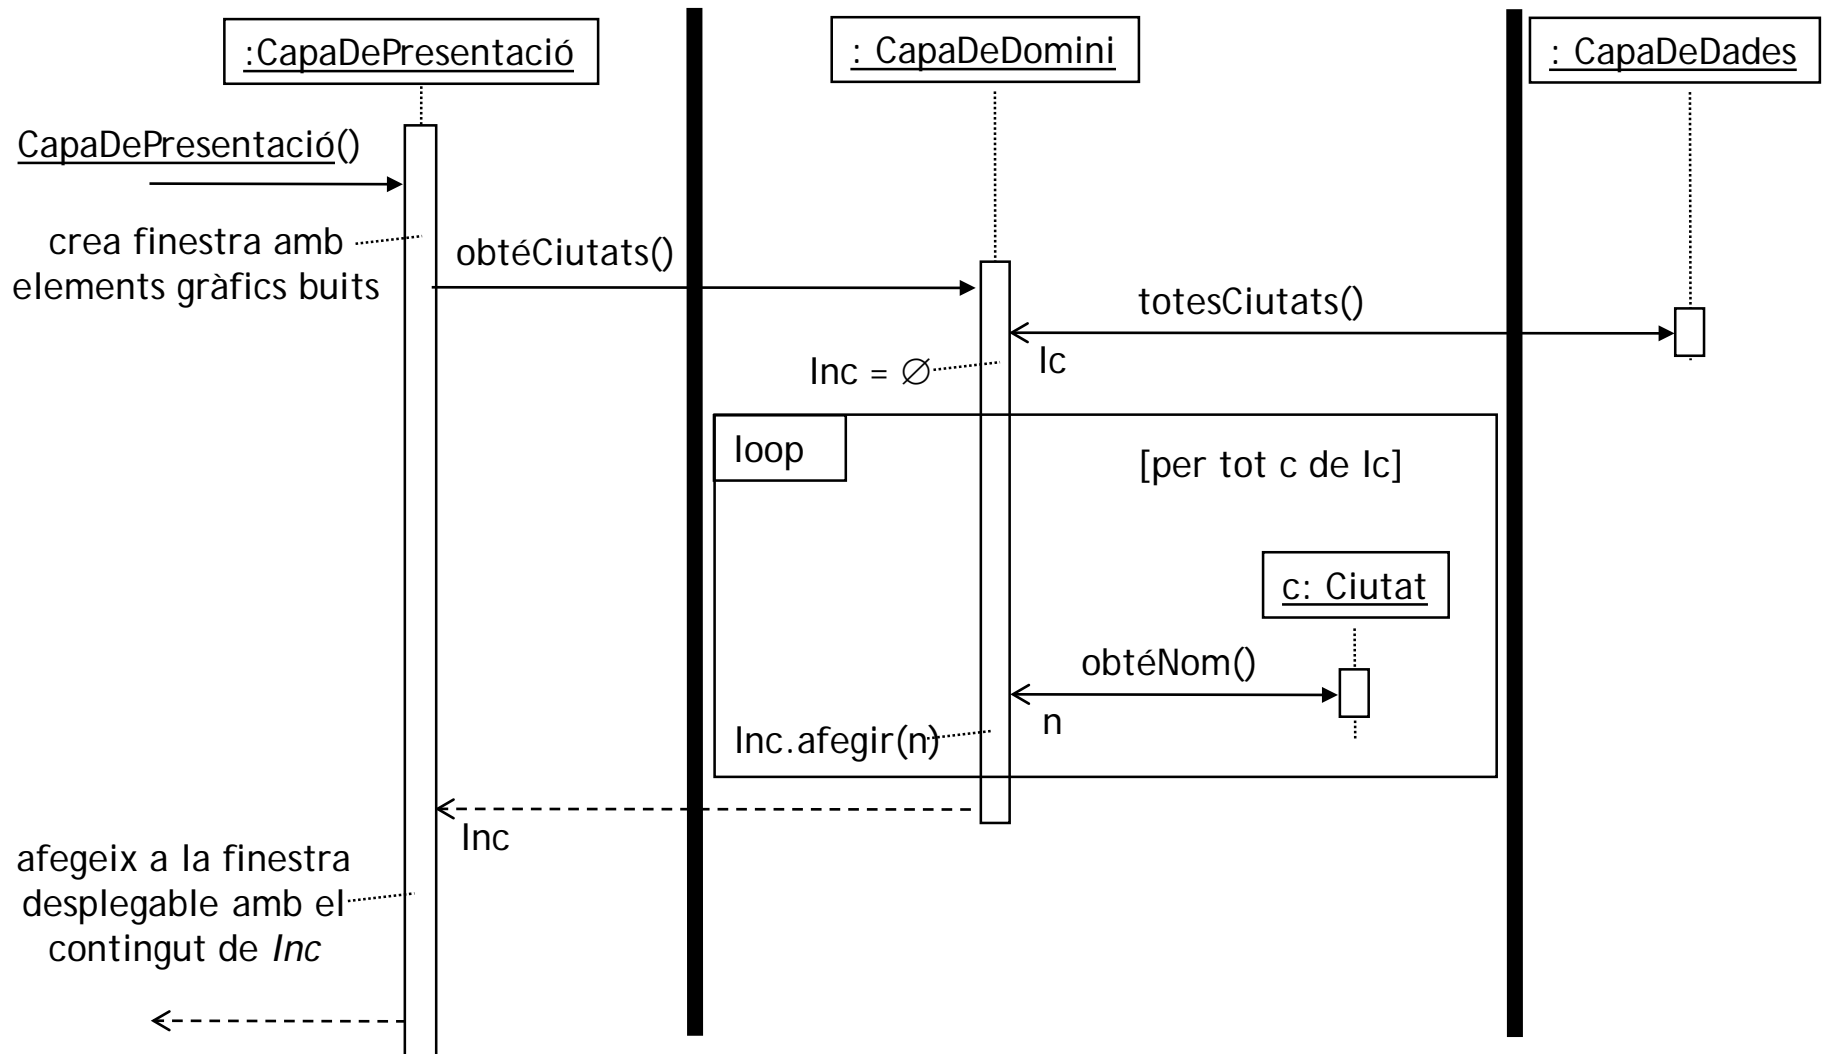 :CapaDePresentació
: CapaDeDomini
: CapaDeDades
CapaDePresentació()
crea finestra amb
elements gràfics buits
obtéCiutats()
totesCiutats()
lc
lnc = ∅
loop
[per tot c de lc]
c: Ciutat
obtéNom()
n
lnc.afegir(n)
lnc
afegeix a la finestra
desplegable amb el
contingut de lnc